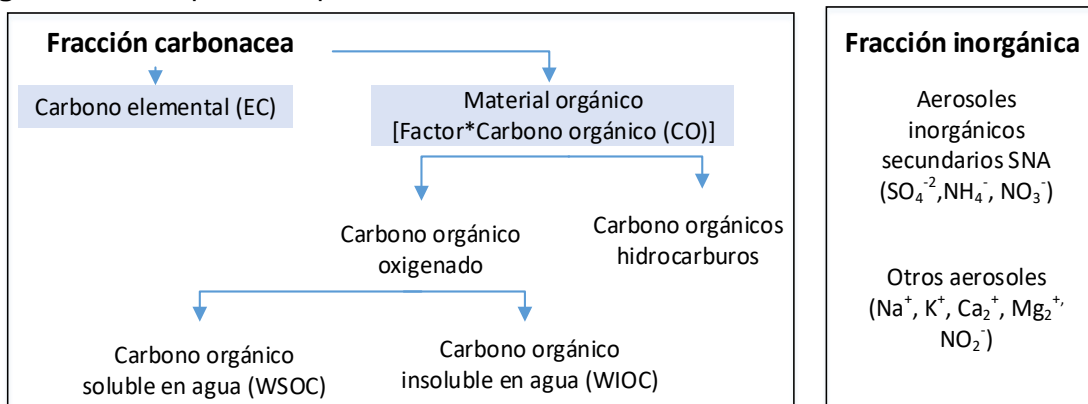 Fracción carbonacea
Carbono elemental (EC)
Material orgánico
[Factor*Carbono orgánico (CO)]
Carbono orgánico
oxigenado
Carbono orgánicos
hidrocarburos
Carbono orgánico
soluble en agua (WSOC)
Carbono orgánico
insoluble en agua (WIOC)
Fracción inorgánica
Aerosoles
inorgánicos
secundarios SNA
(SO₄⁻²,NH₄⁻, NO₃⁻)
Otros aerosoles
(Na⁺, K⁺, Ca₂⁺, Mg₂⁺,
NO₂⁻)